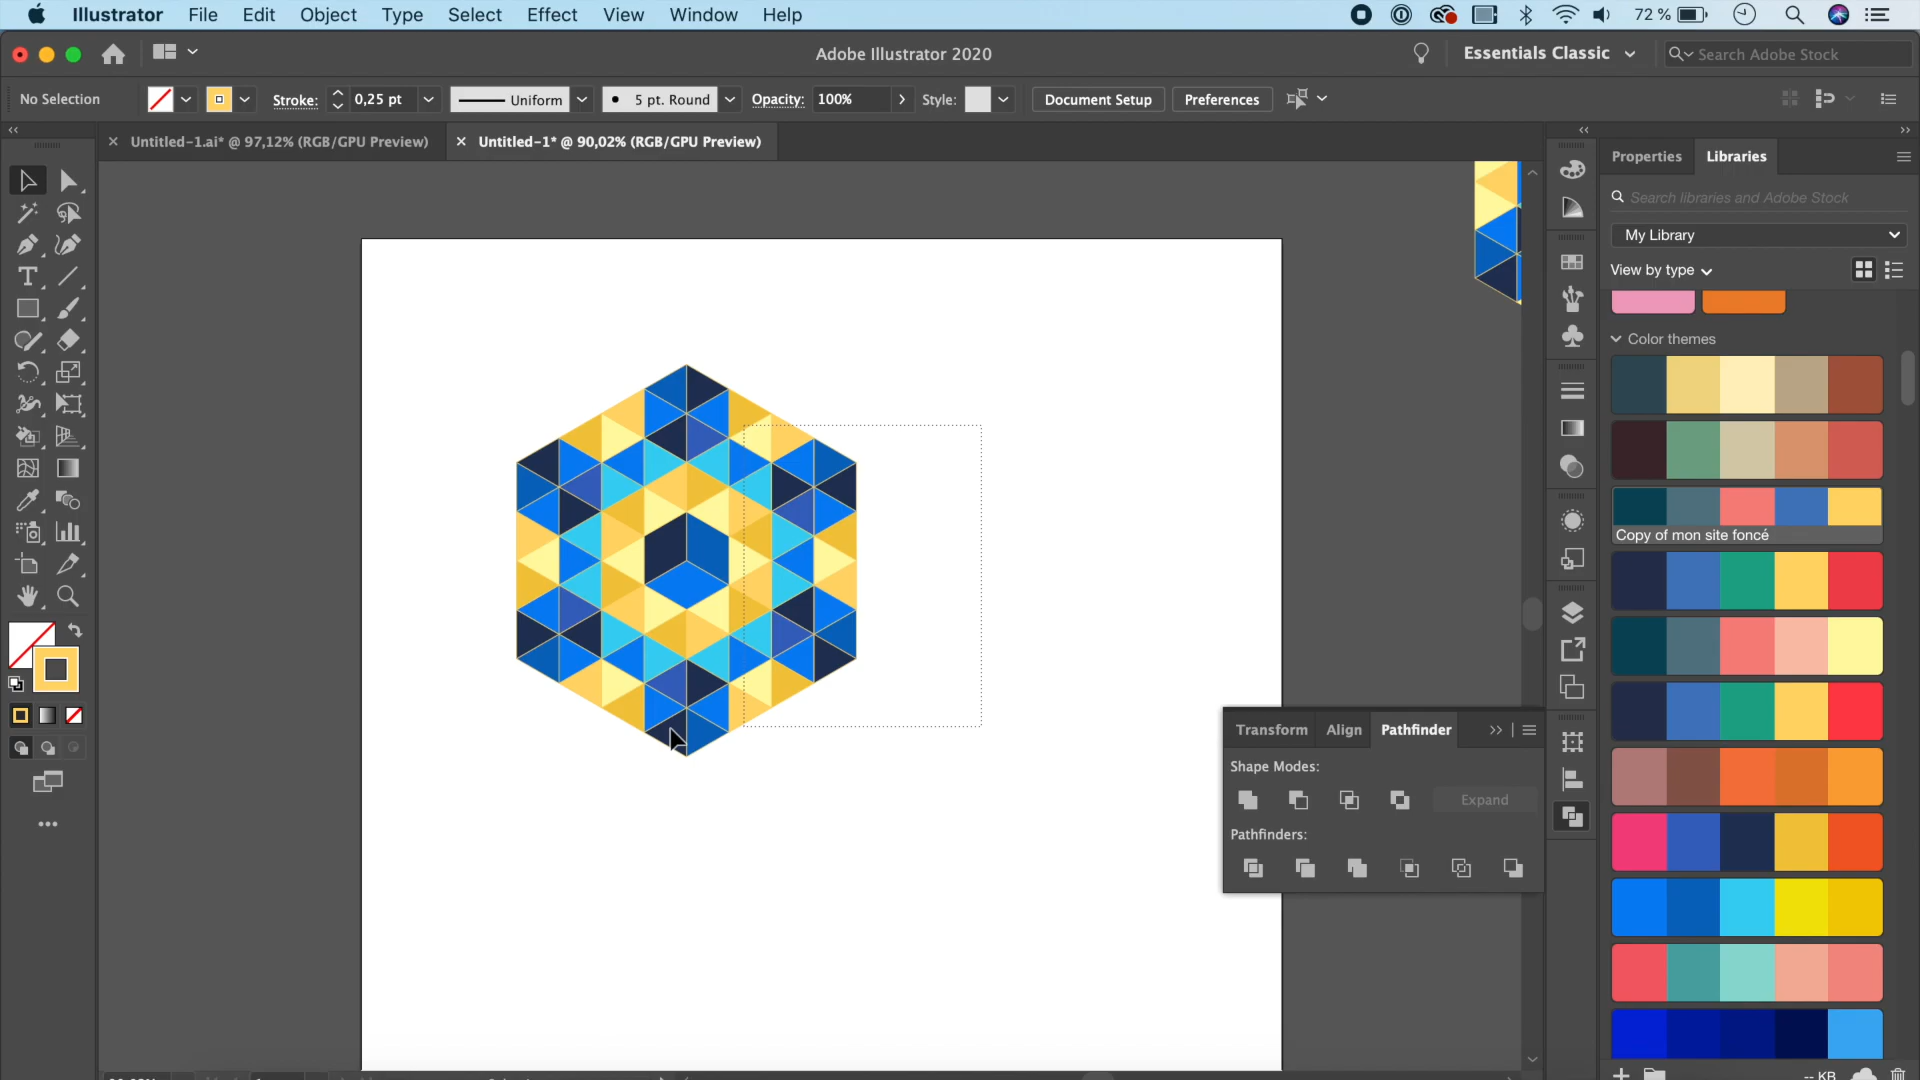 Illustrator File Edit Object Type Select Effect View Window Help 72 %
Adobe Illustrator 2020
Essentials Classic
Search Adobe Stock
No Selection Stroke: 0,25 pt Uniform 5 pt. Round Opacity: 100% Style: Document Setup Preferences
Untitled-1.ai* @ 97,12% (RGB/GPU Preview)
Untitled-1* @ 90,02% (RGB/GPU Preview)
Properties Libraries
Search libraries and Adobe Stock
My Library
View by type
Color themes
Copy of mon site foncé
Transform Align Pathfinder
Shape Modes:
Expand
Pathfinders:
-- KB